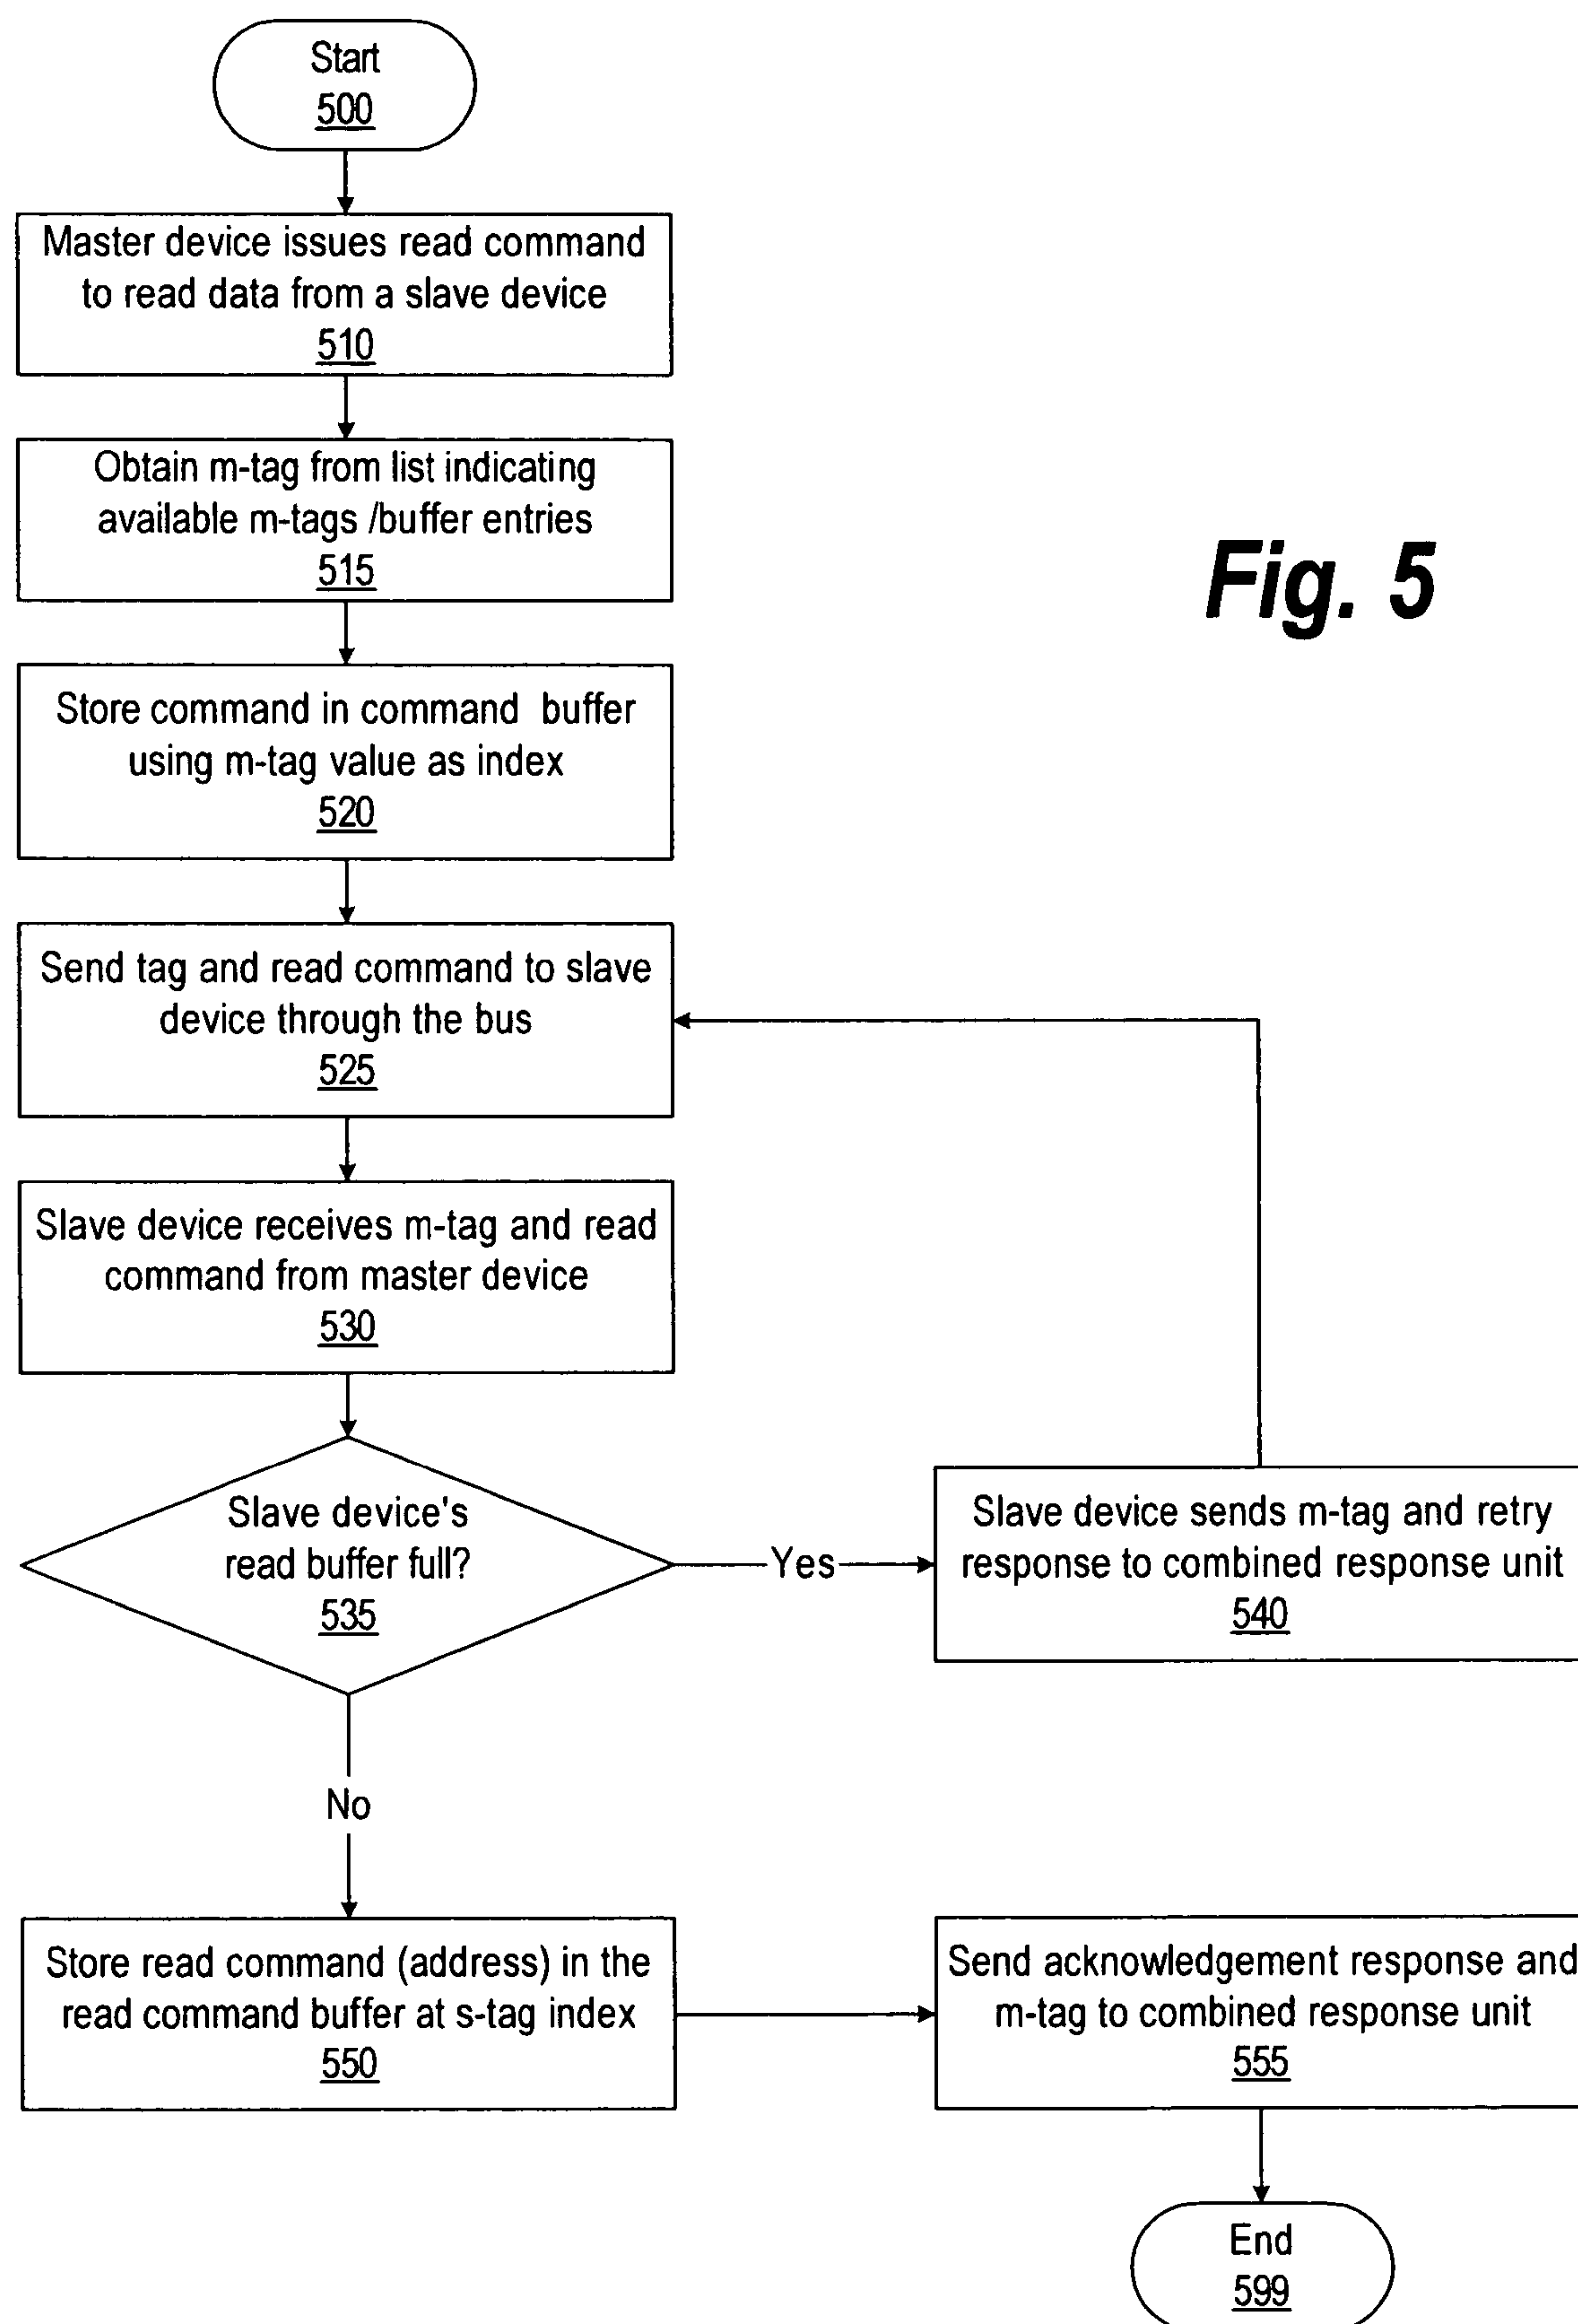 Start
500
Master device issues read command
to read data from a slave device
510
Obtain m-tag from list indicating
available m-tags /buffer entries
515
Fig. 5
Store command in command buffer
using m-tag value as index
520
Send tag and read command to slave
device through the bus
525
Slave device receives m-tag and read
command from master device
530
Slave device's
read buffer full?
535
Yes
Slave device sends m-tag and retry
response to combined response unit
540
No
Store read command (address) in the
read command buffer at s-tag index
550
Send acknowledgement response and
m-tag to combined response unit
555
End
599